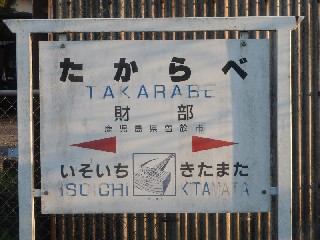 たからべ
TAKARABE
財部
鹿児島県曽於市
いそいち きたまた
ISOICHI KITAMATA